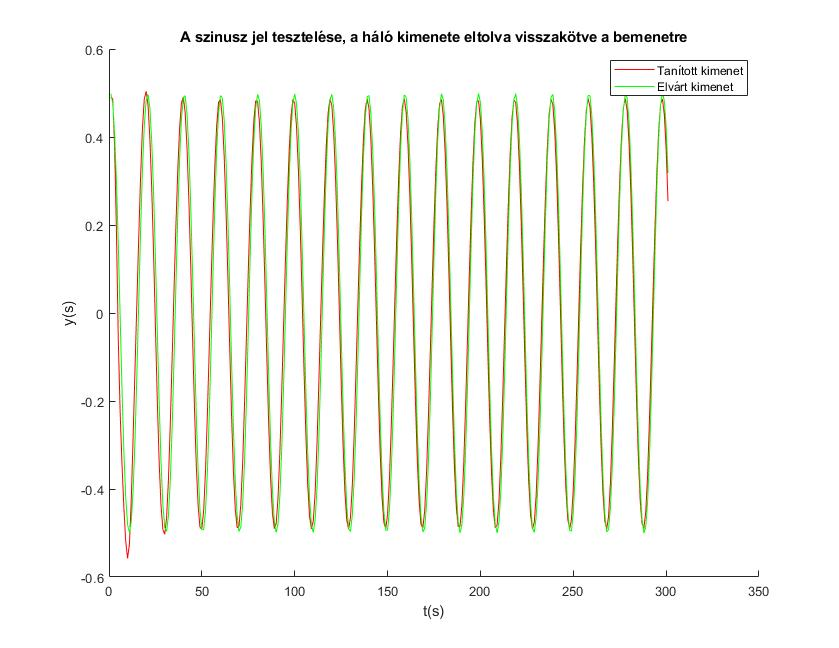 A szinusz jel tesztelése, a háló kimenete eltolva visszakötve a bemenetre
Tanított kimenet
Elvárt kimenet
0.6
0.4
0.2
0
-0.2
-0.4
-0.6
y(s)
0 50 100 150 200 250 300 350
t(s)